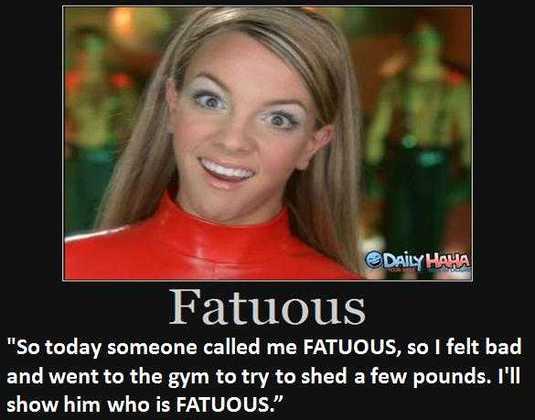 DAILY HAHA
Fatuous
"So today someone called me FATUOUS, so I felt bad
and went to the gym to try to shed a few pounds. I'll
show him who is FATUOUS.”